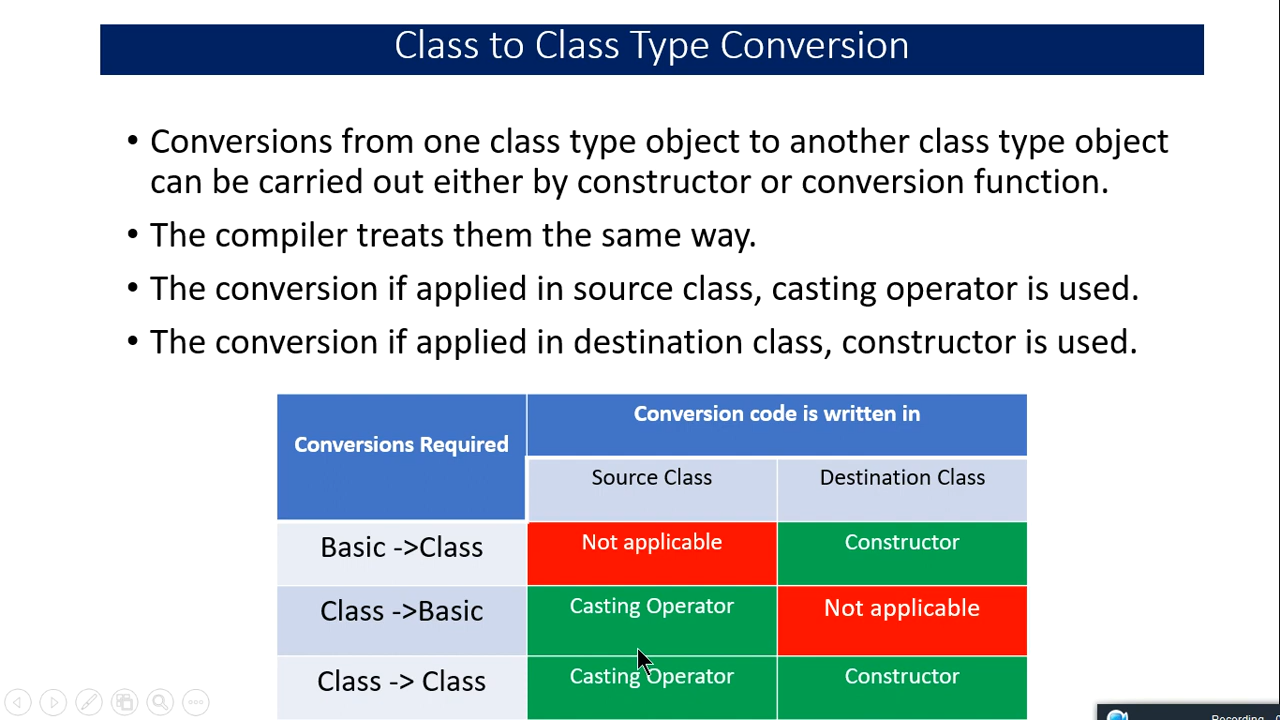 Class to Class Type Conversion
• Conversions from one class type object to another class type object
can be carried out either by constructor or conversion function.
• The compiler treats them the same way.
• The conversion if applied in source class, casting operator is used.
• The conversion if applied in destination class, constructor is used.
Conversions Required
Conversion code is written in
Source Class
Destination Class
Basic ->Class
Not applicable
Constructor
Class ->Basic
Casting Operator
Not applicable
Class -> Class
Casting Operator
Constructor